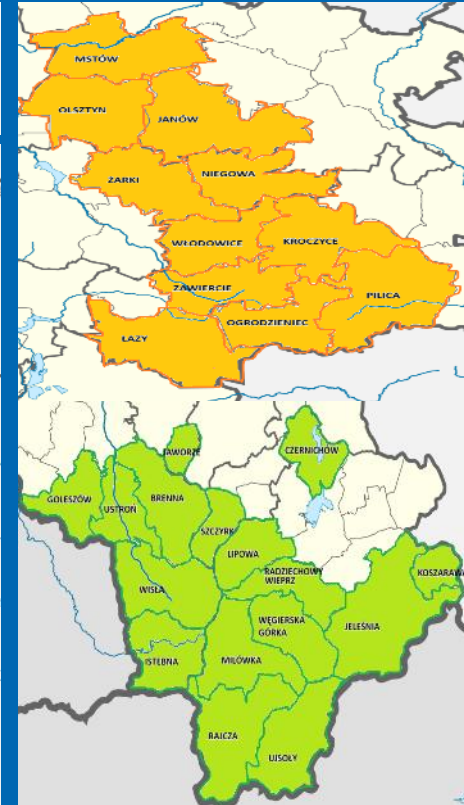 MSTÓW
OLSZTYN
JANÓW
ŻARKI
NIEGOWA
WŁODOWICE
KROCZYCE
ZAWIERCIE
PILICA
OGRODZIENIEC
ŁAZY
JAWORZE
CZERNICHÓW
GOLESZÓW
BRENNA
USTROŃ
SZCZYRK
LIPOWA
RADZIECHOWY
WIEPRZ
KOSZARAWA
WISŁA
WĘGIERSKA
GÓRKA
JELEŚNIA
ISTEBNA
MILÓWKA
RAJCZA
UJSOŁY